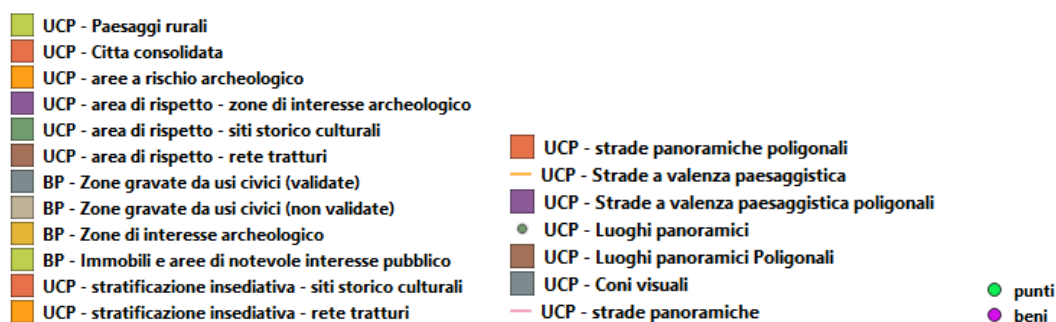 UCP - Paesaggi rurali
UCP - Citta consolidata
UCP - aree a rischio archeologico
UCP - area di rispetto - zone di interesse archeologico
UCP - area di rispetto - siti storico culturali
UCP - area di rispetto - rete tratturi
BP - Zone gravate da usi civici (validate)
BP - Zone gravate da usi civici (non validate)
BP - Zone di interesse archeologico
BP - Immobili e aree di notevole interesse pubblico
UCP - stratificazione insediativa - siti storico culturali
UCP - stratificazione insediativa - rete tratturi
UCP - strade panoramiche poligonali
UCP - Strade a valenza paesaggistica
UCP - Strade a valenza paesaggistica poligonali
UCP - Luoghi panoramici
UCP - Luoghi panoramici Poligonali
UCP - Coni visuali
UCP - strade panoramiche
punti
beni